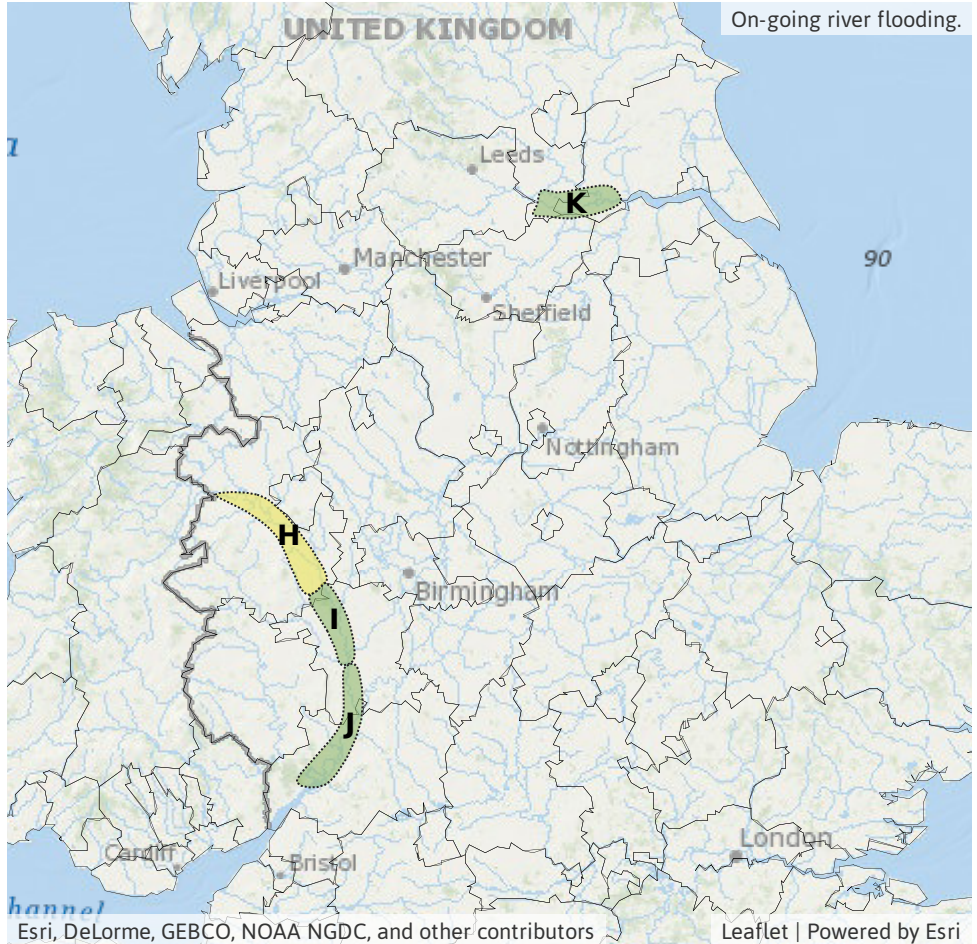 On-going river flooding.
UNITED KINGDOM
Leeds
K
a
Manchester
90
Liverpool
Sheffield
Nottingham
H
Birmingham
I
J
London
Cardiff
Bristol
hannel
Esri, DeLorme, GEBCO, NOAA NGDC, and other contributors
Leaflet | Powered by Esri